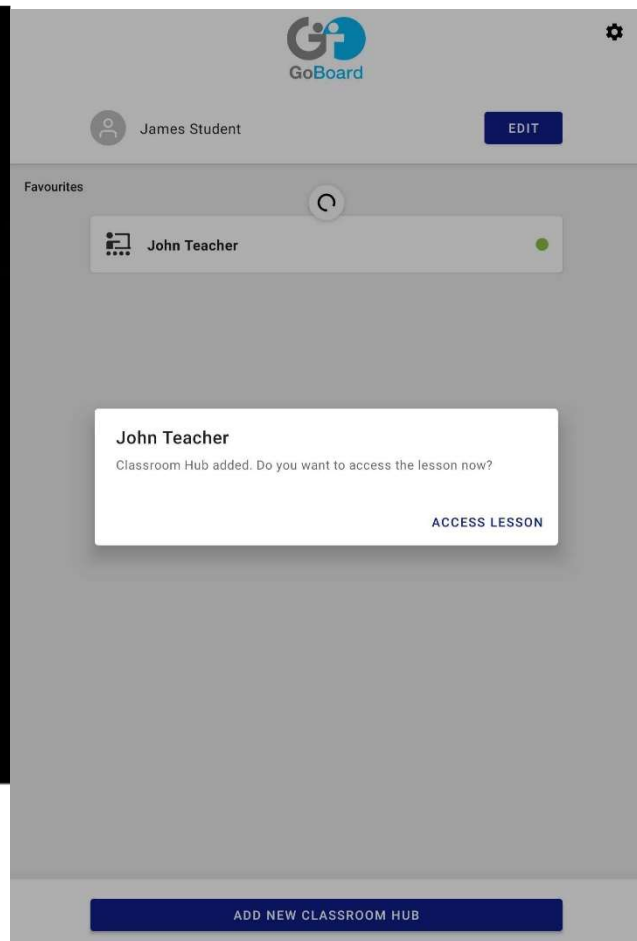 GoBoard
James Student
EDIT
Favourites
John Teacher
John Teacher
Classroom Hub added. Do you want to access the lesson now?
ACCESS LESSON
ADD NEW CLASSROOM HUB